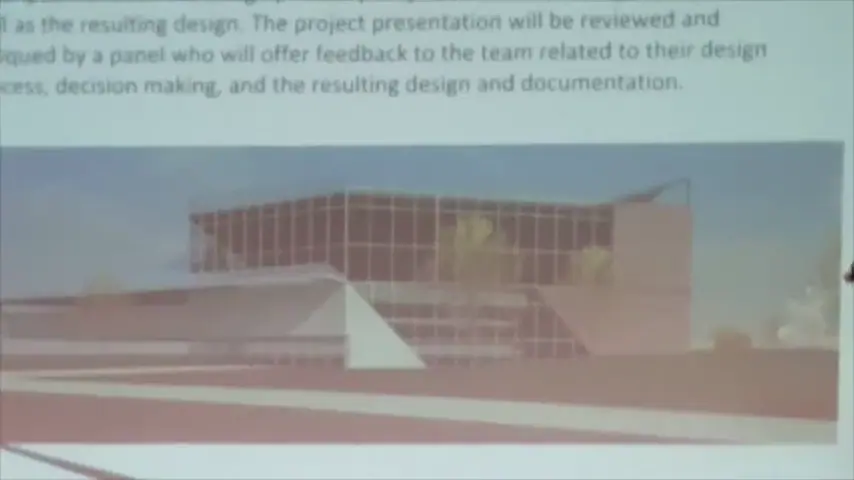 l as the resulting design. The project presentation will be reviewed and
iqued by a panel who will offer feedback to the team related to their design
cess, decision making, and the resulting design and documentation.